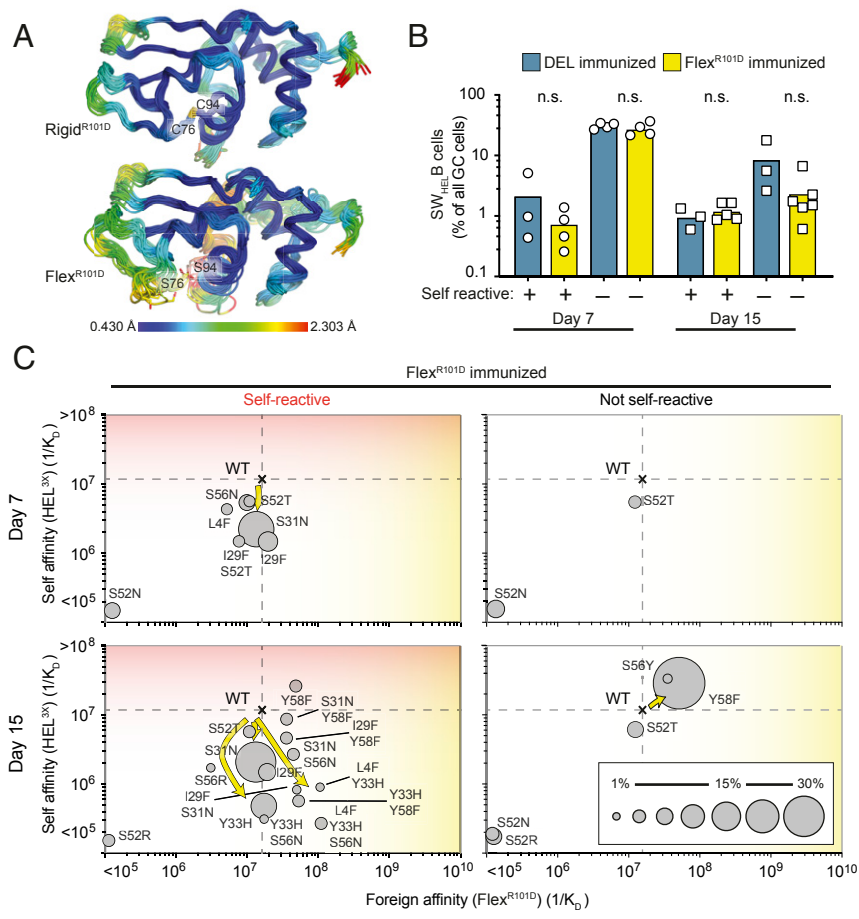 A
Rigid^R101D
C94
C76
Flex^R101D
S94
S76
0.430 Å
2.303 Å
B
DEL immunized
Flex^R101D immunized
n.s.
n.s.
n.s.
n.s.
SW_HEL B cells
(% of all GC cells)
100
10
1
0.1
Self reactive:
+ + – – + + – –
Day 7
Day 15
C
Flex^R101D immunized
Self-reactive
Not self-reactive
Day 7
Self affinity (HEL^3X) (1/K_D)
>10^8
10^7
10^6
<10^5
WT
S56N
S52T
L4F
S31N
I29F
S52T
I29F
S52N
WT
S52T
S52N
Day 15
Self affinity (HEL^3X) (1/K_D)
>10^8
10^7
10^6
<10^5
WT
Y58F
S31N
Y58F
S52T
I29F
Y58F
S31N
S31N
S56N
S56R
I29F
L4F
Y33H
I29F
S31N
Y33H
Y58F
Y33H
Y33H
S56N
L4F
Y33H
S56N
S52R
WT
S56Y
Y58F
S52T
S52N
S52R
1% 15% 30%
<10^5 10^6 10^7 10^8 10^9 10^10
<10^5 10^6 10^7 10^8 10^9 10^10
Foreign affinity (Flex^R101D) (1/K_D)